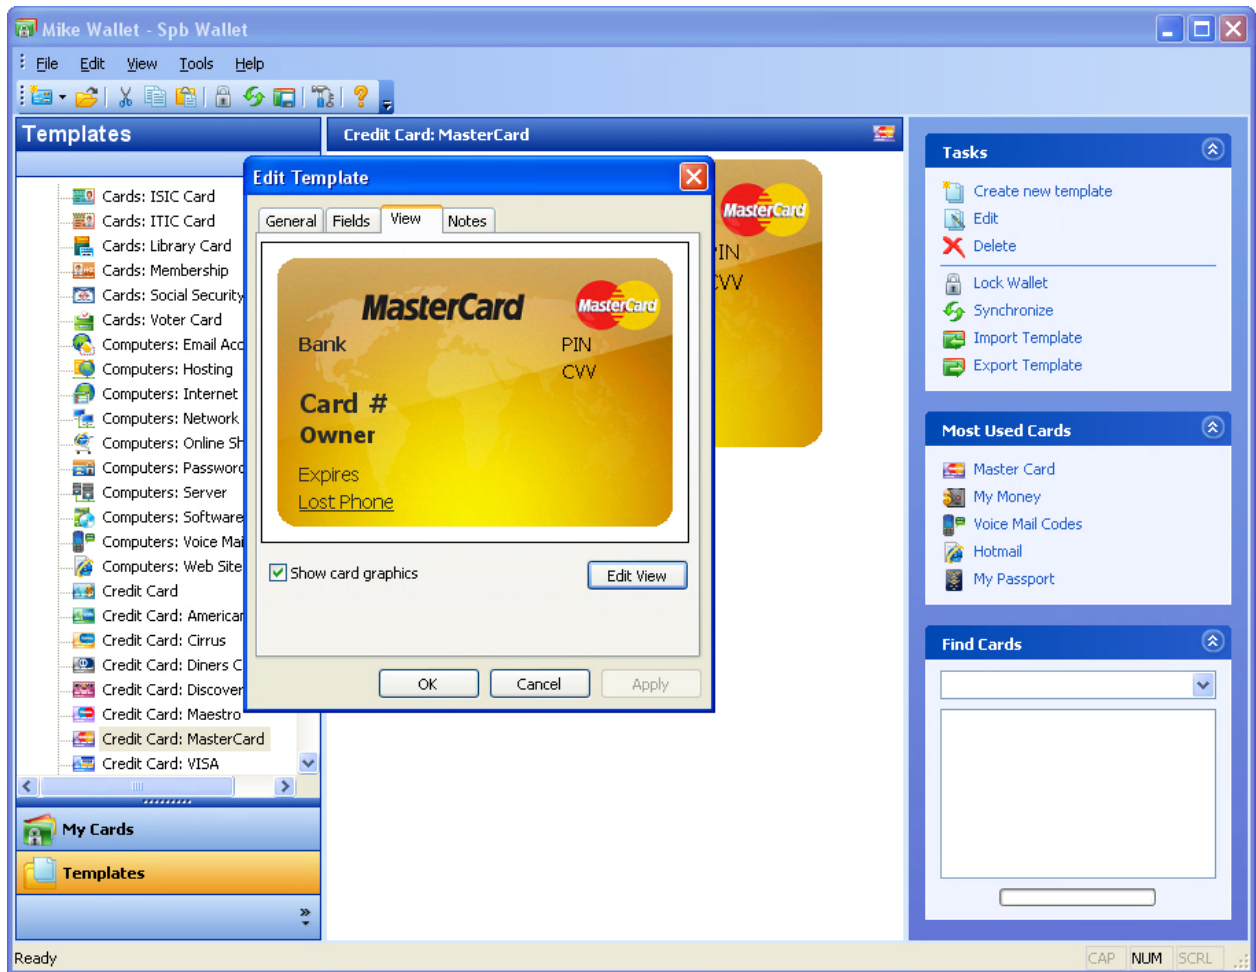 Mike Wallet - Spb Wallet
File Edit View Tools Help
Templates
Cards: ISIC Card
Cards: ITIC Card
Cards: Library Card
Cards: Membership
Cards: Social Security
Cards: Voter Card
Computers: Email Acc
Computers: Hosting
Computers: Internet
Computers: Network
Computers: Online Sh
Computers: Password
Computers: Server
Computers: Software
Computers: Voice Mai
Computers: Web Site
Credit Card
Credit Card: American
Credit Card: Cirrus
Credit Card: Diners C
Credit Card: Discover
Credit Card: Maestro
Credit Card: MasterCard
Credit Card: VISA
My Cards
Templates
Credit Card: MasterCard
MasterCard
PIN
CVV
Edit Template
General Fields View Notes
MasterCard MasterCard
Bank PIN
CVV
Card #
Owner
Expires
Lost Phone
Show card graphics Edit View
OK Cancel Apply
Tasks
Create new template
Edit
Delete
Lock Wallet
Synchronize
Import Template
Export Template
Most Used Cards
Master Card
My Money
Voice Mail Codes
Hotmail
My Passport
Find Cards
Ready CAP NUM SCRL